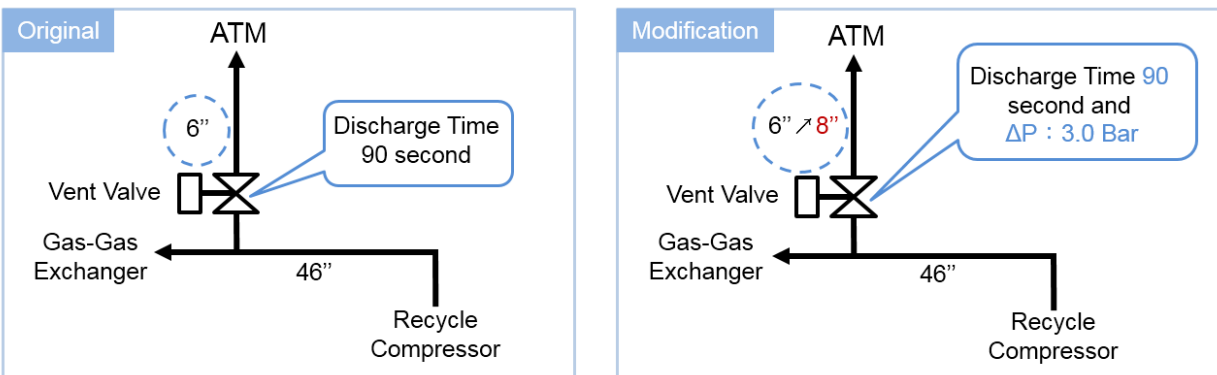 Original
ATM
6’’
Discharge Time
90 second
Vent Valve
Gas-Gas
Exchanger
46’’
Recycle
Compressor
Modification
ATM
6’’↗8’’
Discharge Time 90
second and
ΔP：3.0 Bar
Vent Valve
Gas-Gas
Exchanger
46’’
Recycle
Compressor